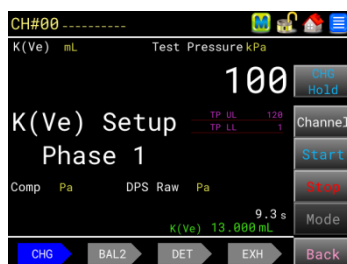 CH#00 ----------
M
K(Ve) mL Test Pressure kPa
100
CHG Hold
K(Ve) Setup
TP UL 120
TP LL 1
Channel
Phase 1
Start
Comp Pa DPS Raw Pa
Stop
9.3 s
K(Ve) 13.000 mL
Mode
CHG BAL2 DET EXH Back